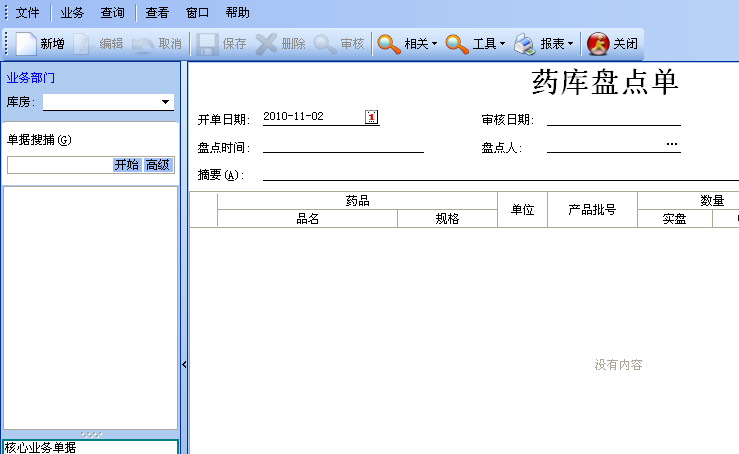 文件 业务 查询 查看 窗口 帮助
新增 编辑 取消 保存 删除 审核 相关 工具 报表 关闭
业务部门
库房:
单据搜捕(G)
开始 高级
核心业务单据
药库盘点单
开单日期: 2010-11-02 审核日期:
盘点时间: 盘点人: ...
摘要(A):
药品 单位 产品批号 数量
品名 规格 实盘
没有内容